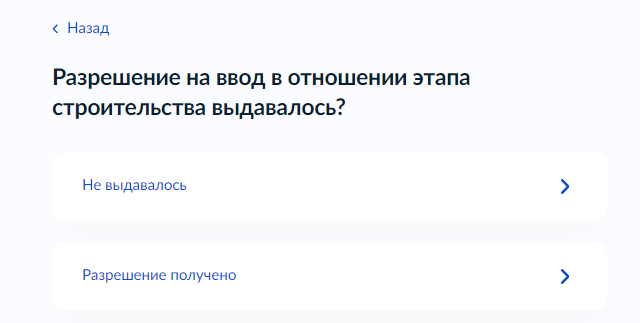 Назад
Разрешение на ввод в отношении этапа
строительства выдавалось?
Не выдавалось
Разрешение получено